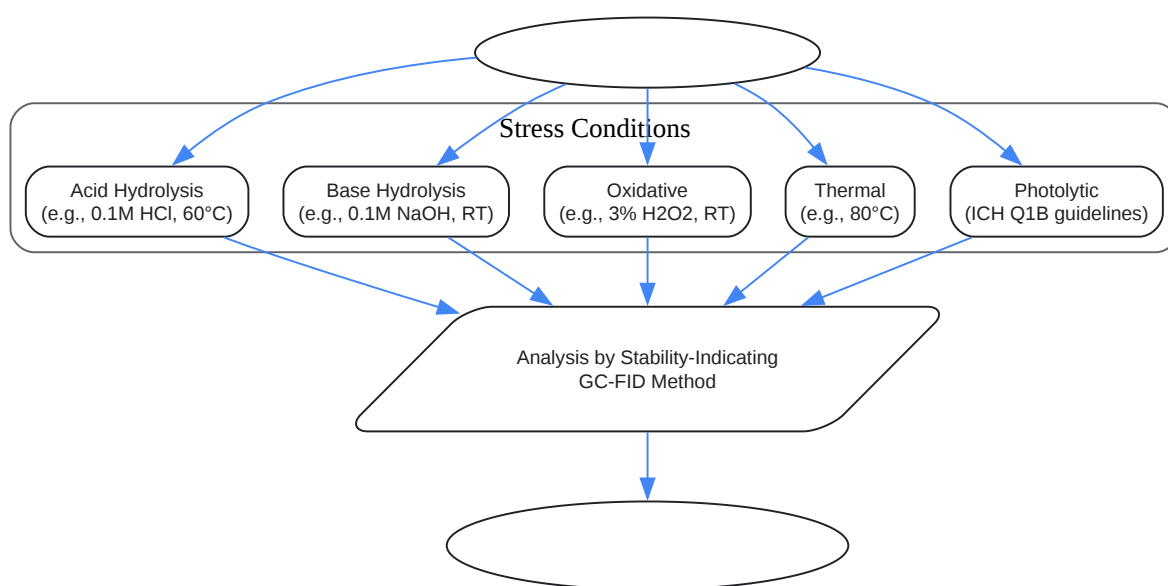 Stress Conditions
Acid Hydrolysis
(e.g., 0.1M HCl, 60°C)
Base Hydrolysis
(e.g., 0.1M NaOH, RT)
Oxidative
(e.g., 3% H2O2, RT)
Thermal
(e.g., 80°C)
Photolytic
(ICH Q1B guidelines)
Analysis by Stability-Indicating
GC-FID Method